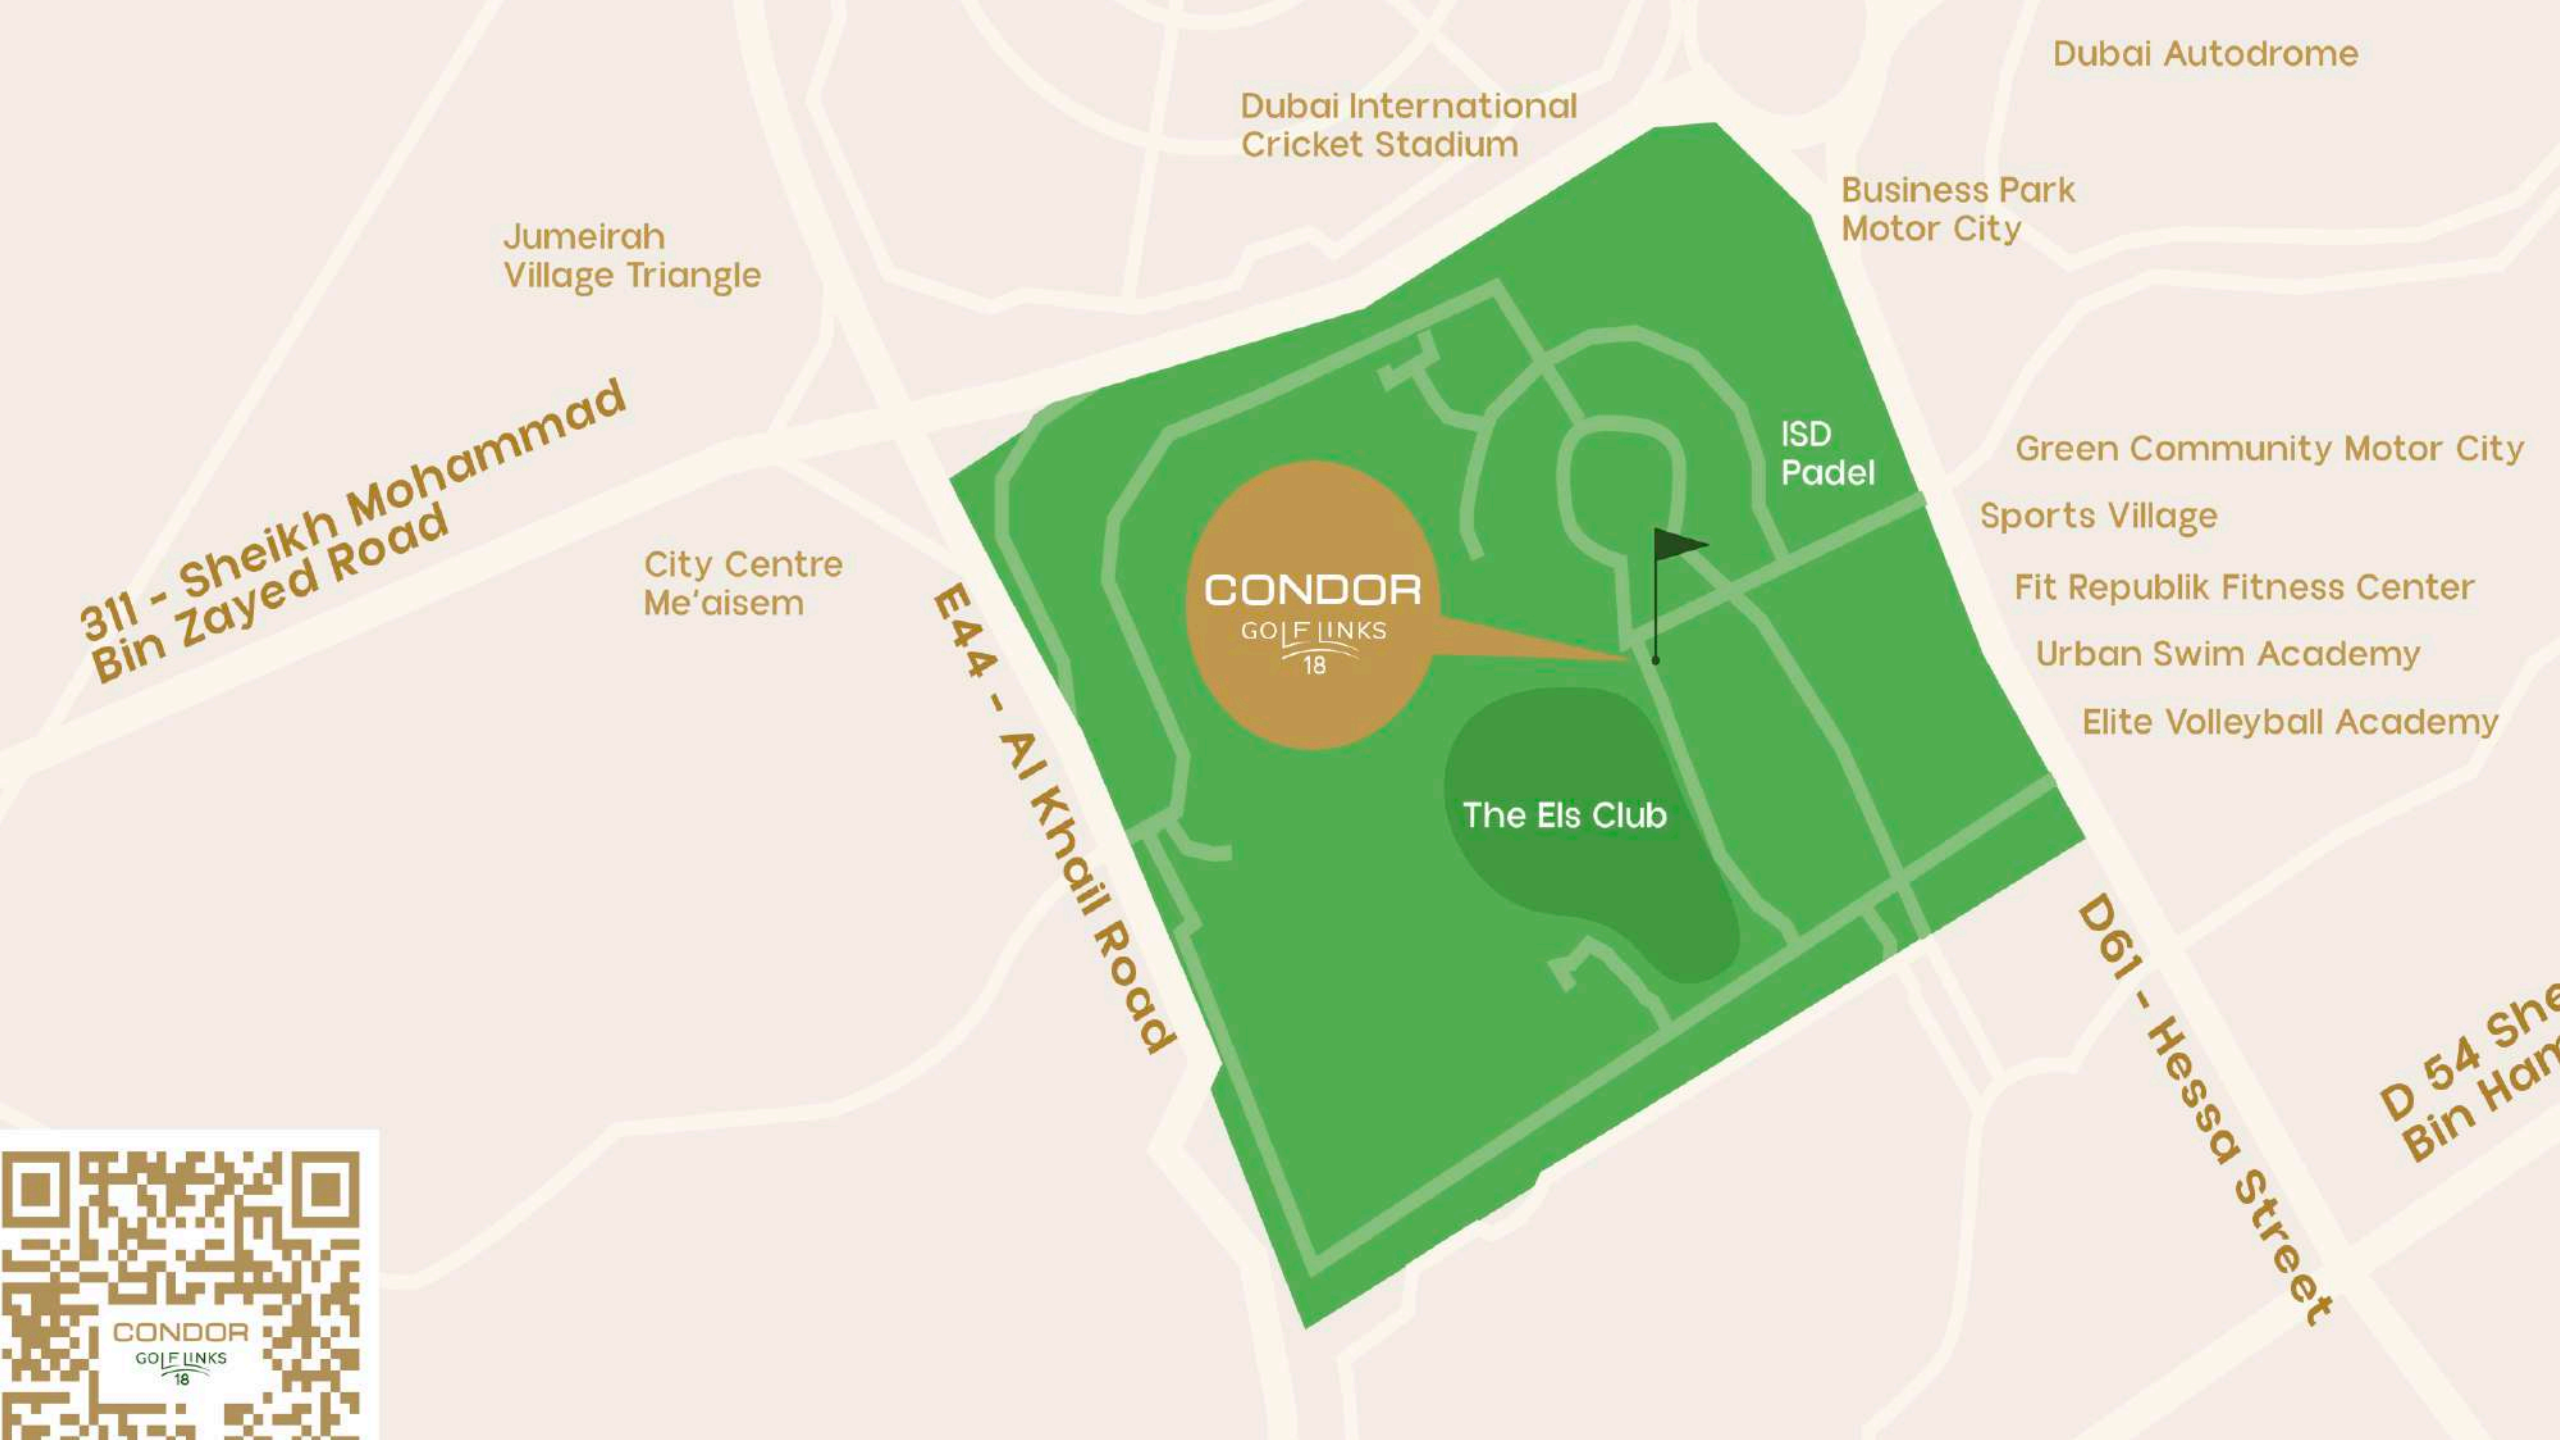 Dubai Autodrome
Dubai International
Cricket Stadium
Business Park
Motor City
Jumeirah
Village Triangle
311 - Sheikh Mohammad
Bin Zayed Road
ISD
Padel
Green Community Motor City
Sports Village
City Centre
Me'aisem
CONDOR
GOLF LINKS
18
Fit Republik Fitness Center
Urban Swim Academy
Elite Volleyball Academy
E44 - Al Khail Road
The Els Club
D61 - Hessa Street
D 54 She
Bin Ham
CONDOR
GOLF LINKS
18